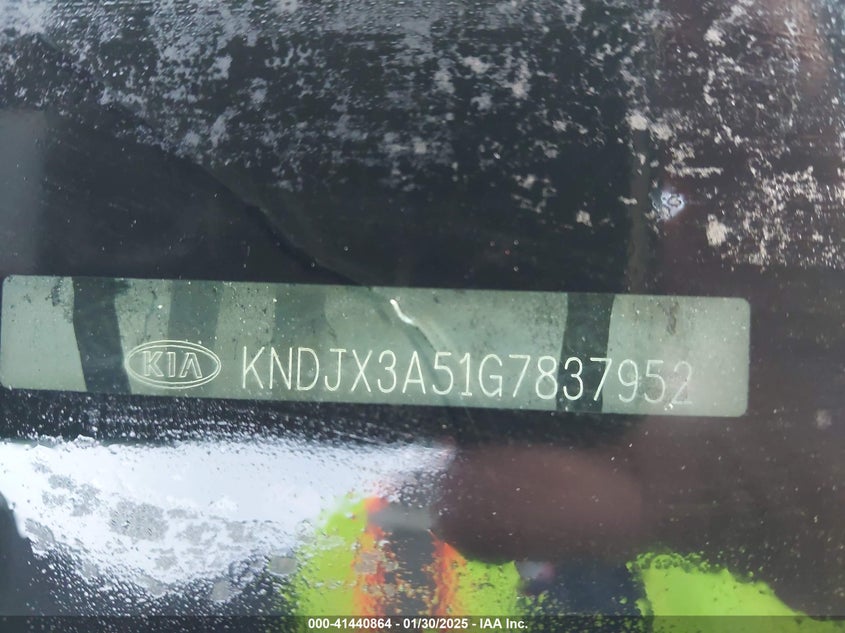 KIA KNDJX3A51G7837952
000-41440864 - 01/30/2025 - IAA Inc.